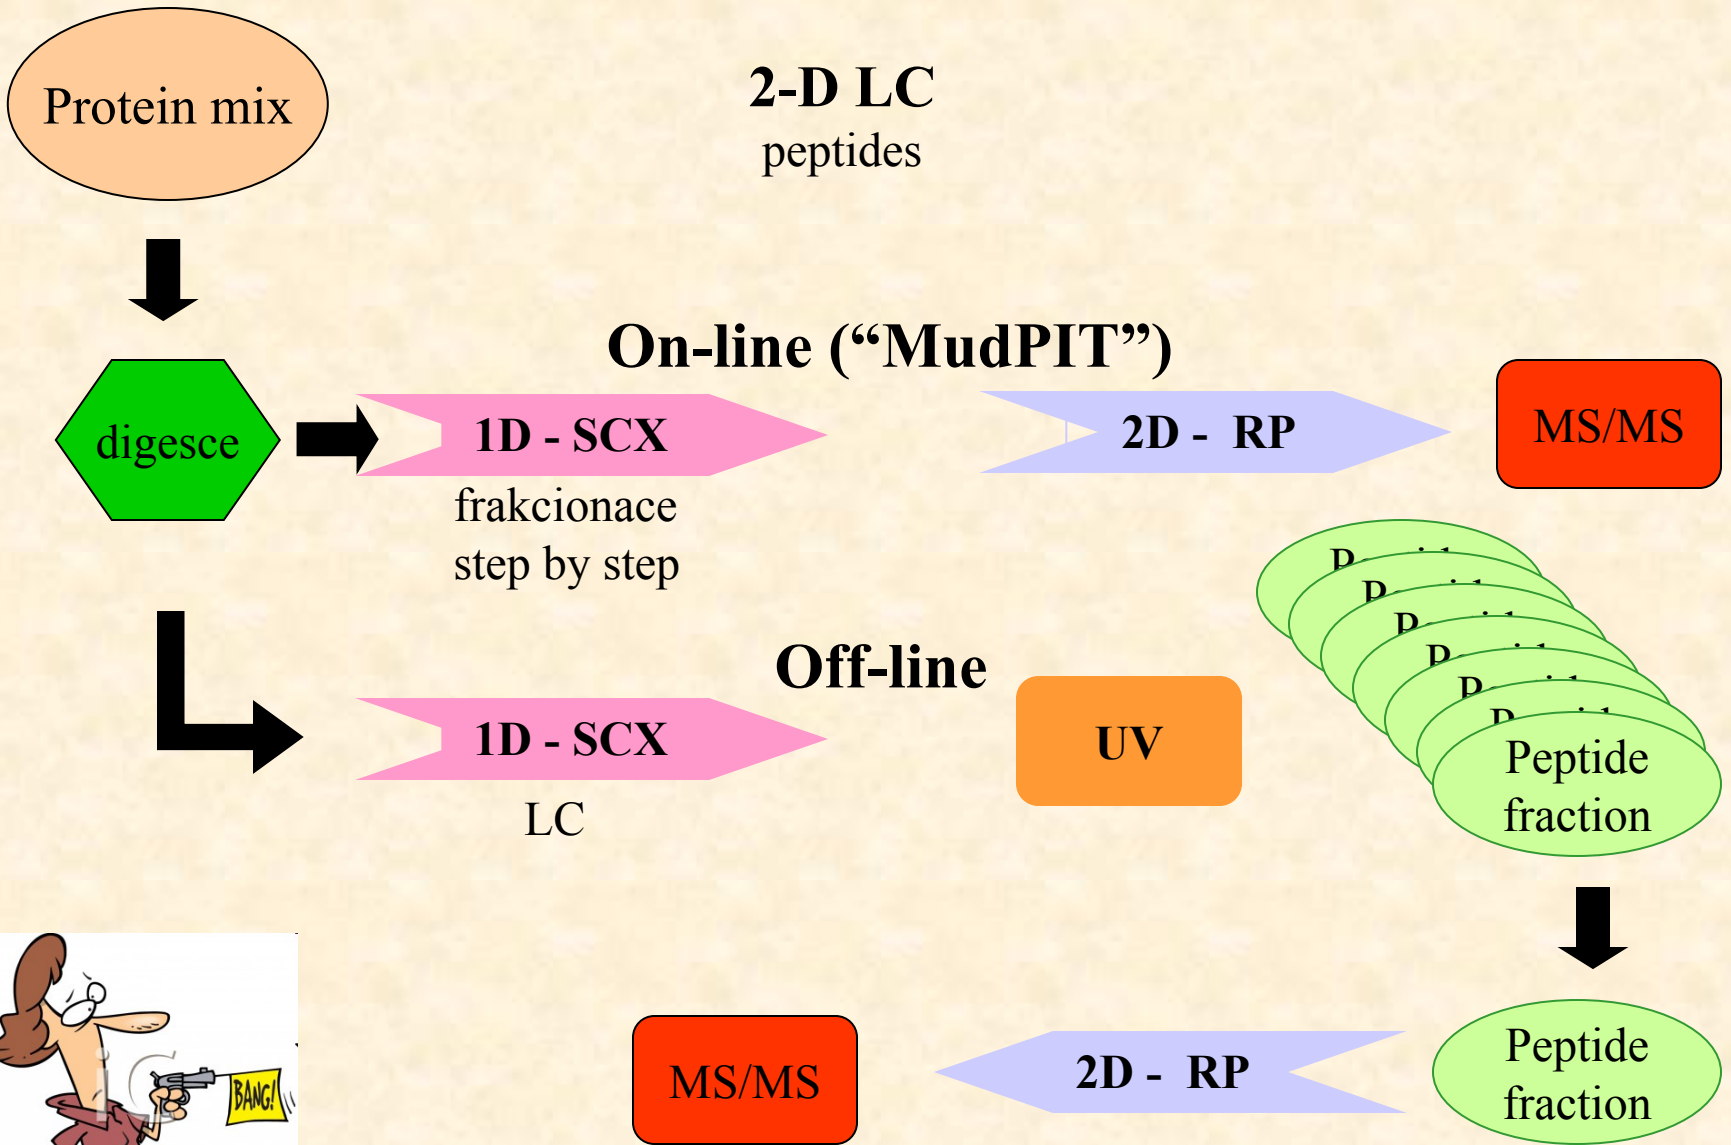 Protein mix
2-D LC
peptides
On-line (“MudPIT”)
digesce
1D - SCX
2D - RP
MS/MS
frakcionace
step by step
Off-line
1D - SCX
UV
LC
Peptide
fraction
Peptide
fraction
2D - RP
MS/MS
BANG!